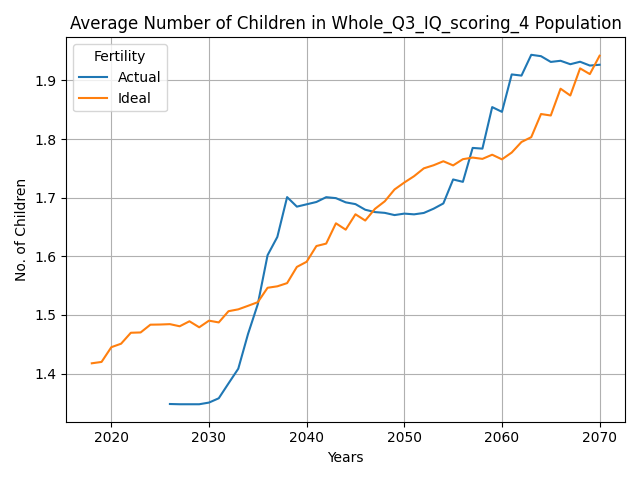 Average Number of Children in Whole_Q3_IQ_scoring_4 Population
Fertility
Actual
Ideal
No. of Children
1.9
1.8
1.7
1.6
1.5
1.4
2020 2030 2040 2050 2060 2070
Years